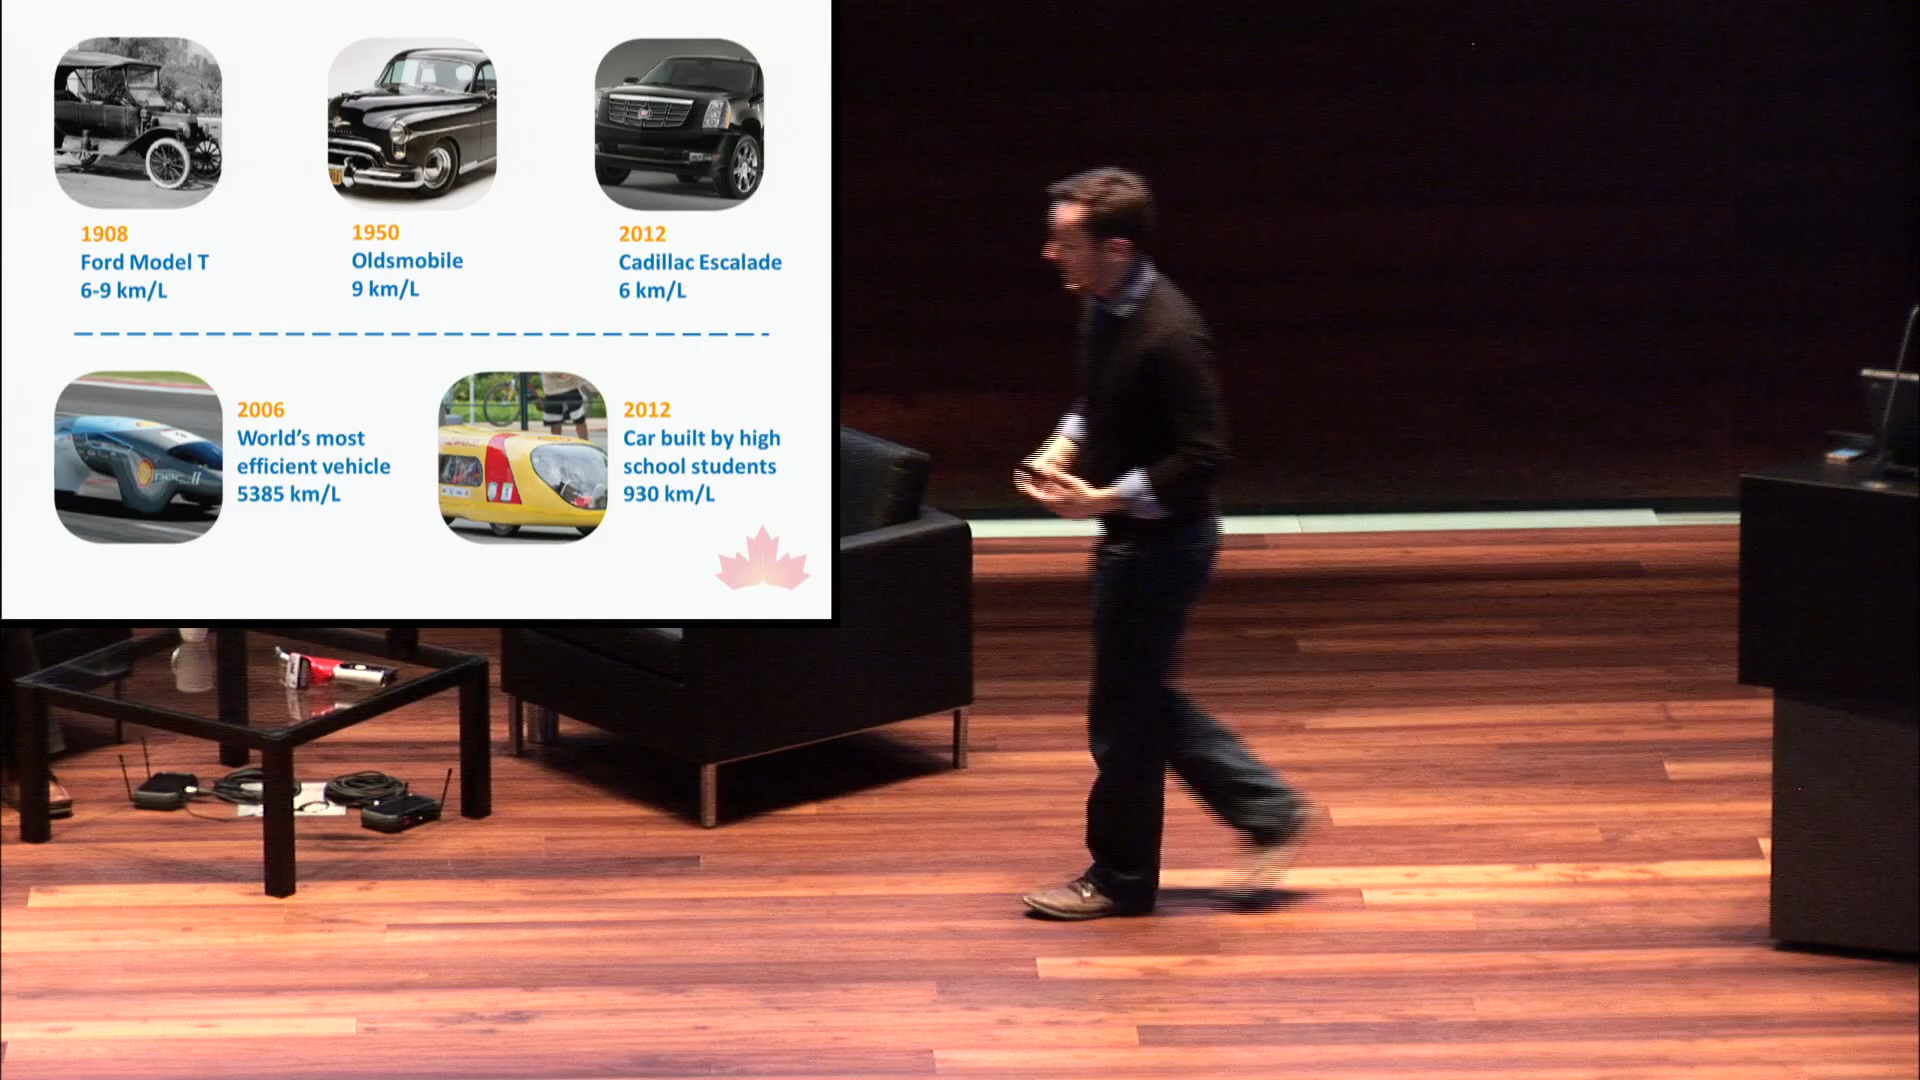 1908
Ford Model T
6-9 km/L
1950
Oldsmobile
9 km/L
2012
Cadillac Escalade
6 km/L
2006
World's most
efficient vehicle
5385 km/L
2012
Car built by high
school students
930 km/L